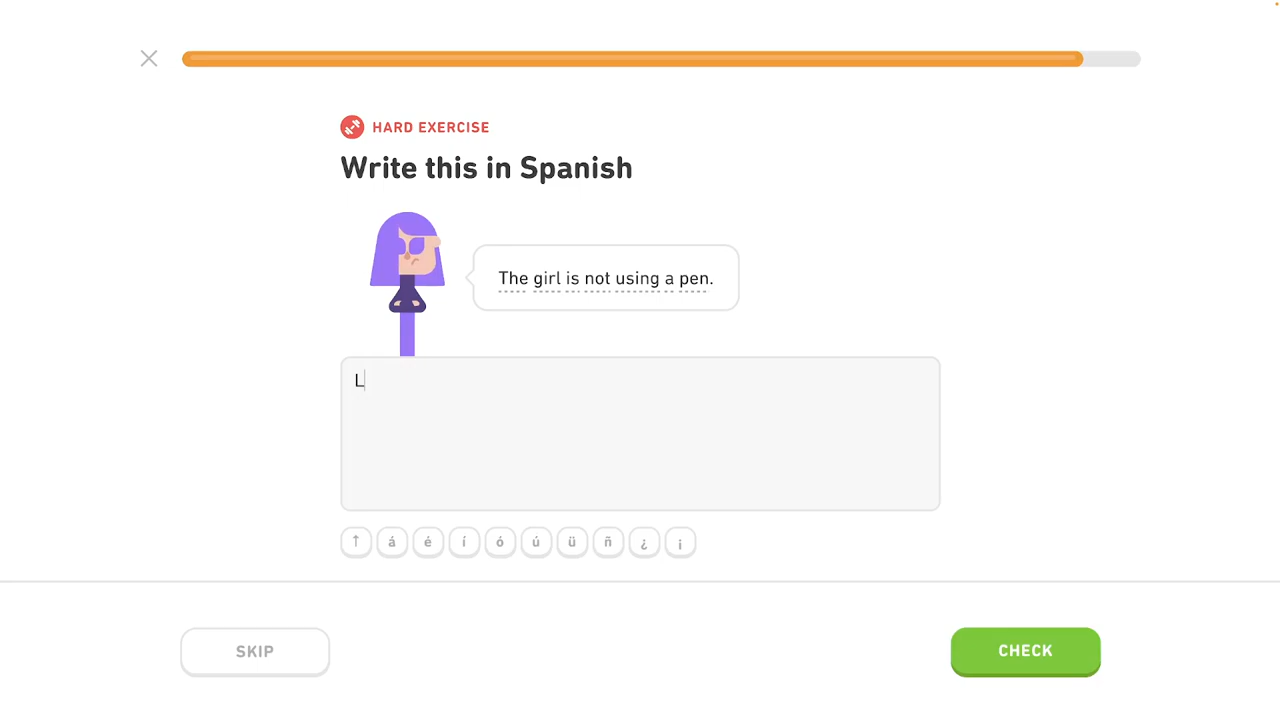 HARD EXERCISE
Write this in Spanish
The girl is not using a pen.
L
↑ á é í ó ú ü ñ ¿ ¡
SKIP
CHECK